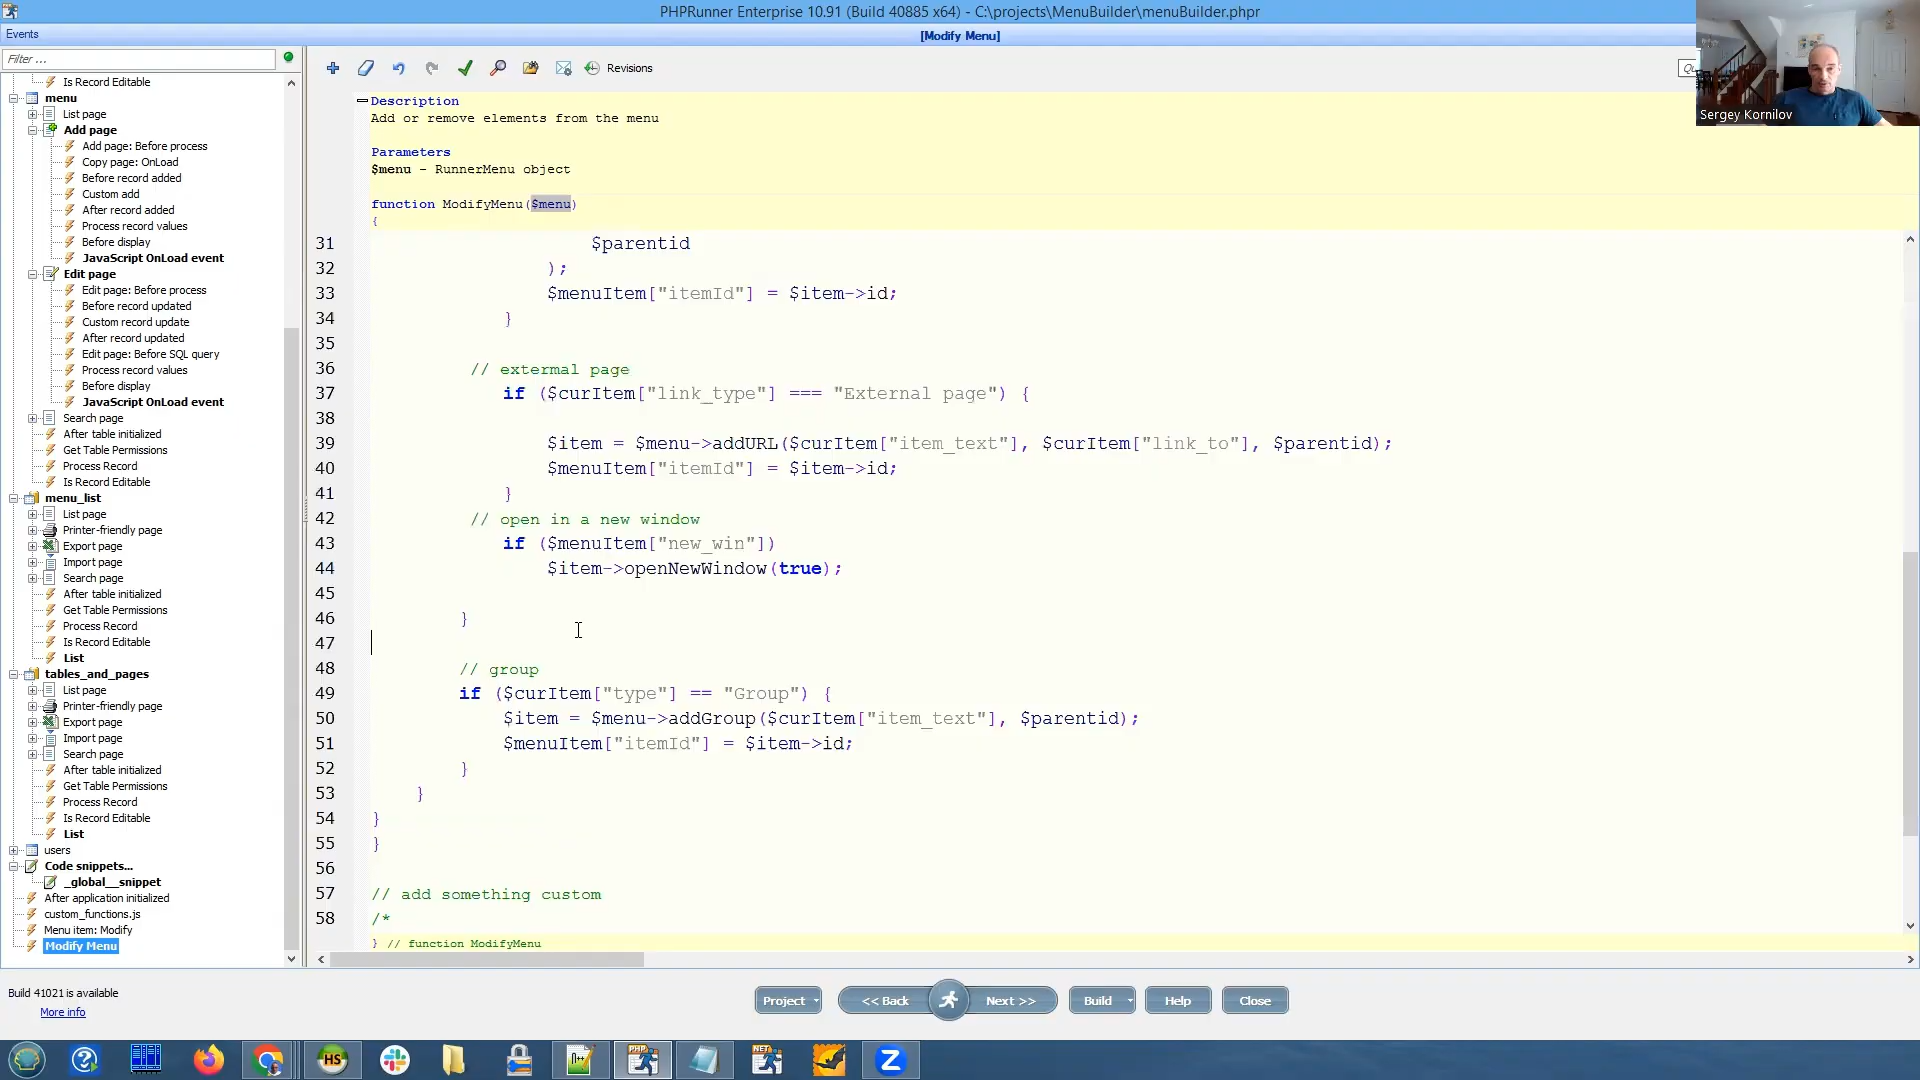 PHPRunner Enterprise 10.91 (Build 40885 x64) - C:\projects\MenuBuilder\menuBuilder.phpr
Events
[Modify Menu]
Filter ...
Revisions
Sergey Kornilov
Is Record Editable
menu
List page
Add page
Add page: Before process
Copy page: OnLoad
Before record added
Custom add
After record added
Process record values
Before display
JavaScript OnLoad event
Edit page
Edit page: Before process
Before record updated
Custom record update
After record updated
Edit page: Before SQL query
Process record values
Before display
JavaScript OnLoad event
Search page
After table initialized
Get Table Permissions
Process Record
Is Record Editable
menu_list
List page
Printer-friendly page
Export page
Import page
Search page
After table initialized
Get Table Permissions
Process Record
Is Record Editable
List
tables_and_pages
List page
Printer-friendly page
Export page
Import page
Search page
After table initialized
Get Table Permissions
Process Record
Is Record Editable
List
users
Code snippets...
_global__snippet
After application initialized
custom_functions.js
Menu item: Modify
Modify Menu
Description
Add or remove elements from the menu
Parameters
$menu - RunnerMenu object
function ModifyMenu($menu)
{
31 $parentid
32 );
33 $menuItem["itemId"] = $item->id;
34 }
35
36 // extermal page
37 if ($curItem["link_type"] === "External page") {
38
39 $item = $menu->addURL($curItem["item_text"], $curItem["link_to"], $parentid);
40 $menuItem["itemId"] = $item->id;
41 }
42 // open in a new window
43 if ($menuItem["new_win"])
44 $item->openNewWindow(true);
45
46 }
47
48 // group
49 if ($curItem["type"] == "Group") {
50 $item = $menu->addGroup($curItem["item_text"], $parentid);
51 $menuItem["itemId"] = $item->id;
52 }
53 }
54 }
55 }
56
57 // add something custom
58 /*
} // function ModifyMenu
Build 41021 is available
More info
Project
<< Back
Next >>
Build
Help
Close
HS
PHP
.NET
Z